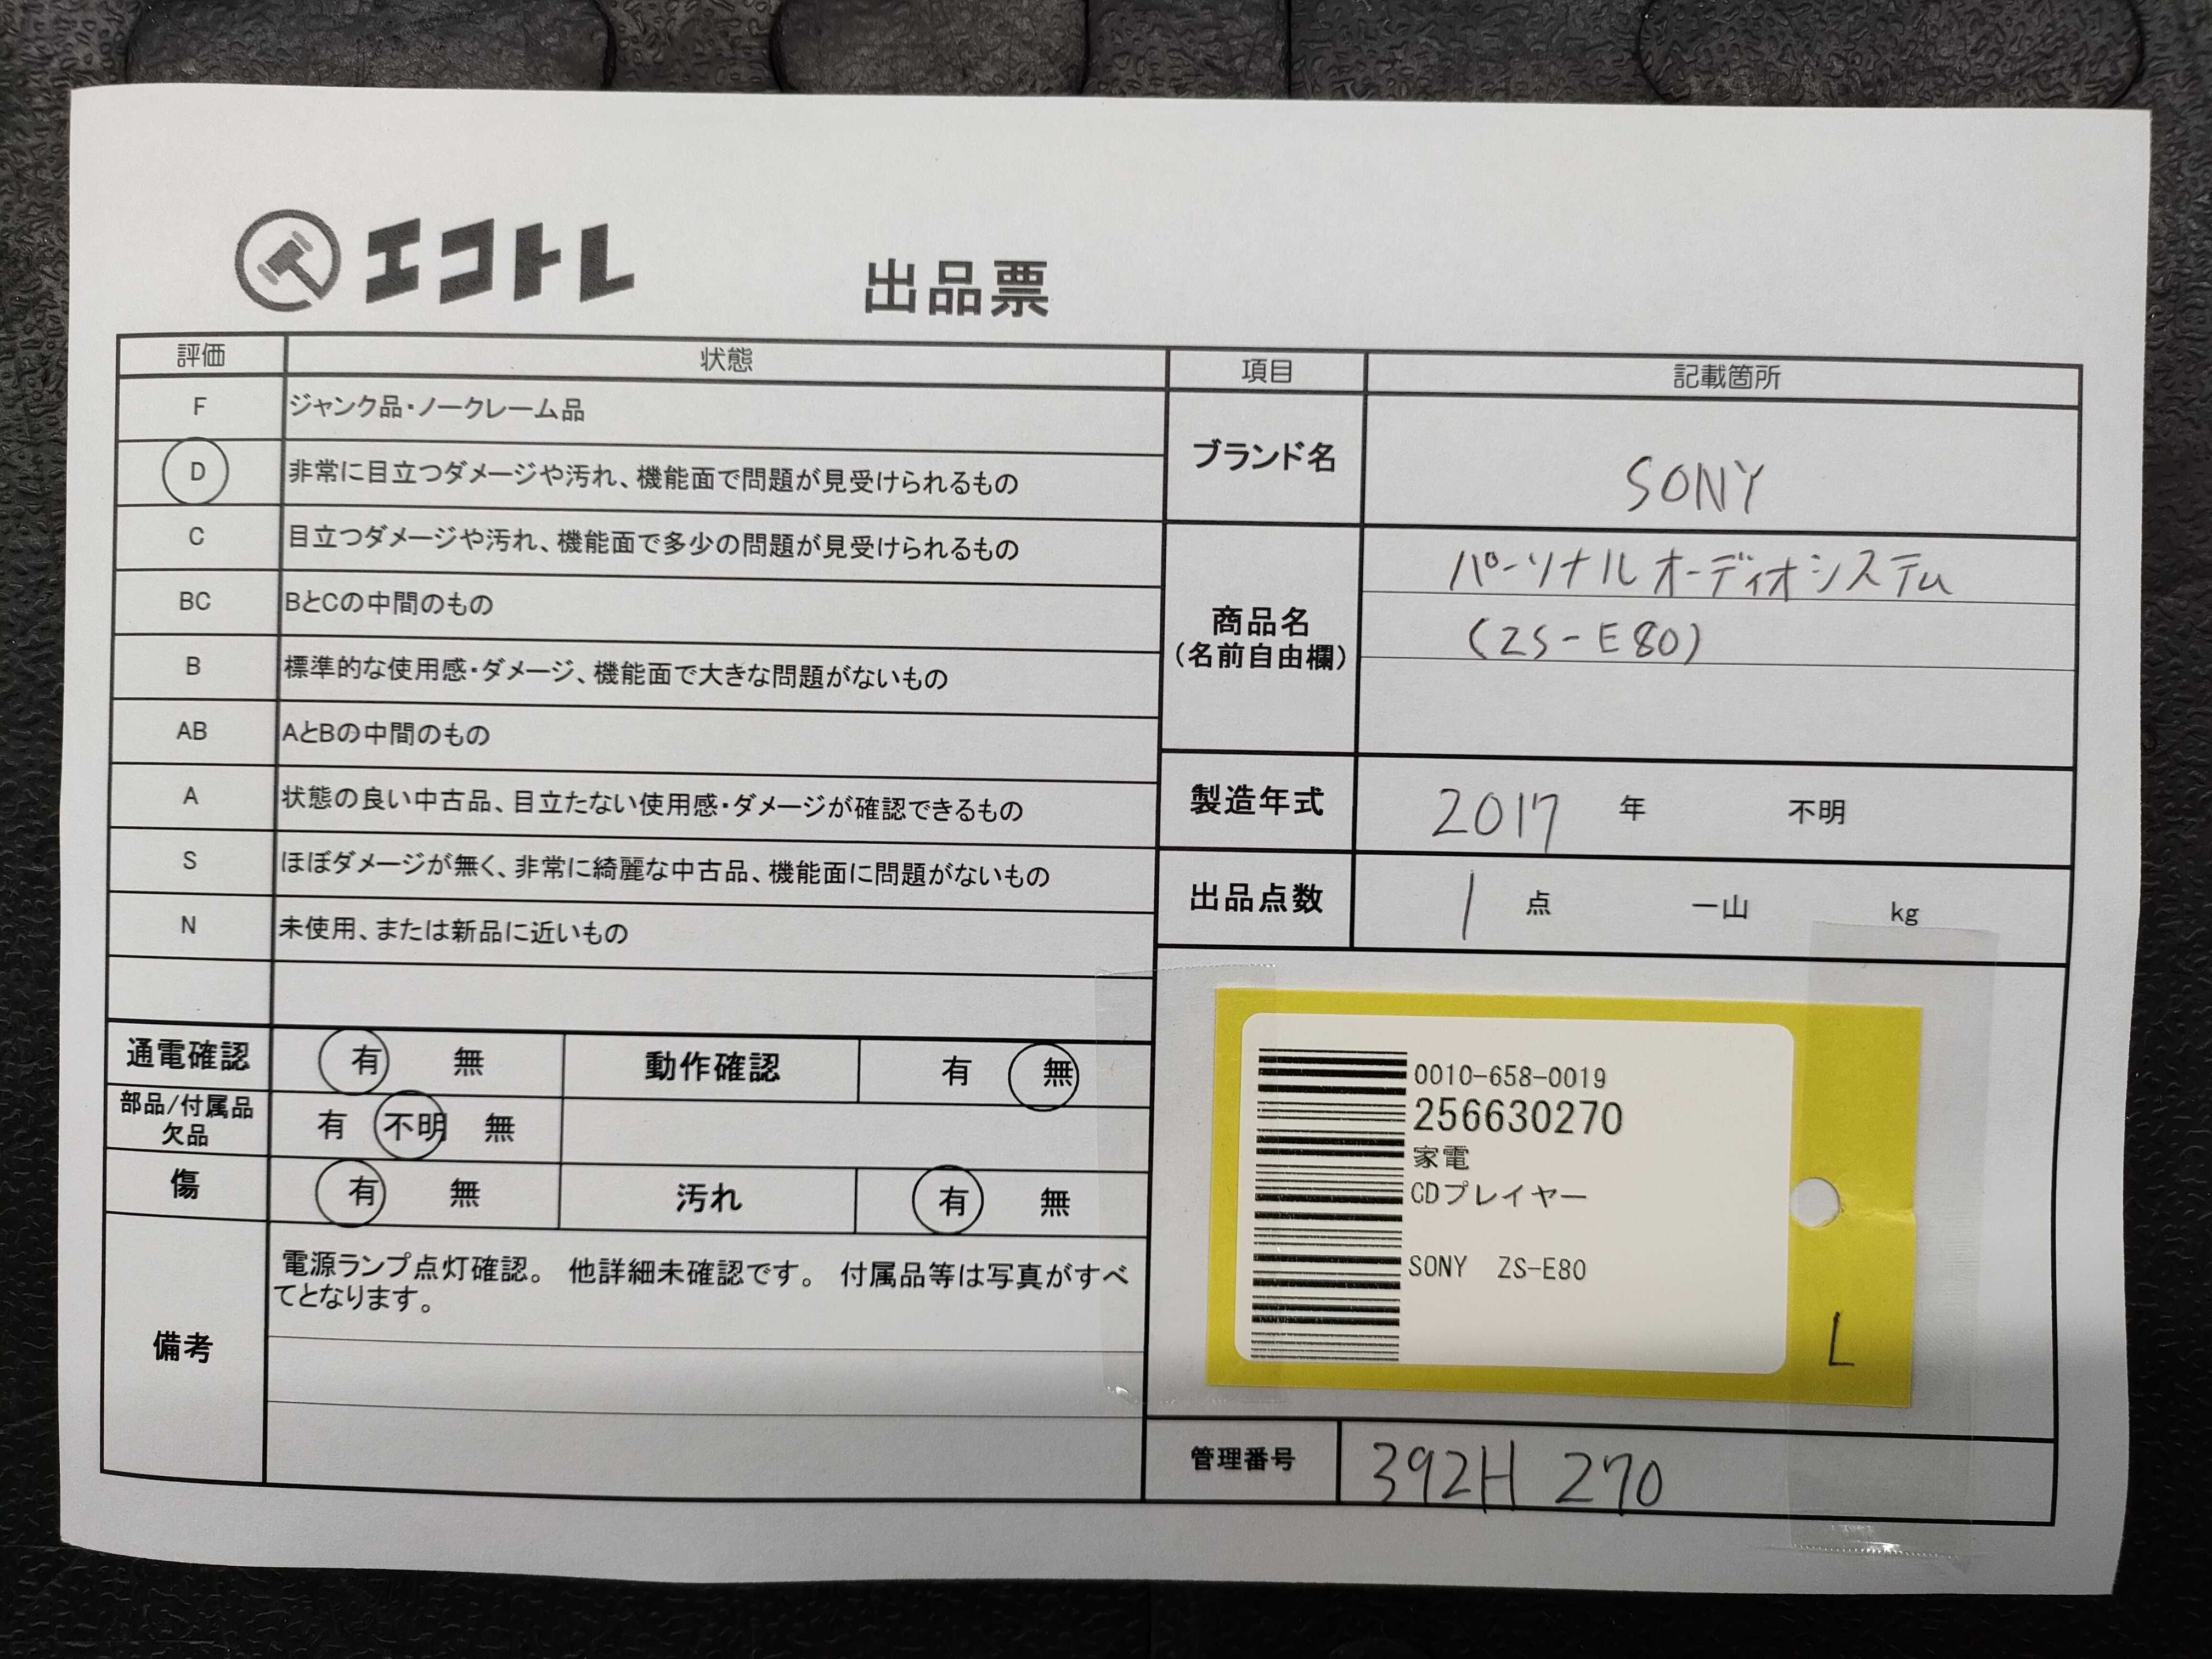 エコトレ
出品票
評価 状態
F ジャンク品・ノークレーム品
D 非常に目立つダメージや汚れ、機能面で問題が見受けられるもの
C 目立つダメージや汚れ、機能面で多少の問題が見受けられるもの
BC BとCの中間のもの
B 標準的な使用感・ダメージ、機能面で大きな問題がないもの
AB AとBの中間のもの
A 状態の良い中古品、目立たない使用感・ダメージが確認できるもの
S ほぼダメージが無く、非常に綺麗な中古品、機能面に問題がないもの
N 未使用、または新品に近いもの
通電確認 有 無 動作確認 有 無
部品/付属品
欠品 有 不明 無
傷 有 無 汚れ 有 無
備考
電源ランプ点灯確認。 他詳細未確認です。 付属品等は写真がすべ
てとなります。
項目 記載箇所
ブランド名 SONY
商品名
(名前自由欄)
パーソナルオーディオシステム
(ZS-E80)
製造年式 2017 年 不明
出品点数 1 点 一山 kg
0010-658-0019
256630270
家電
CDプレイヤー
SONY ZS-E80
L
管理番号 392H 270